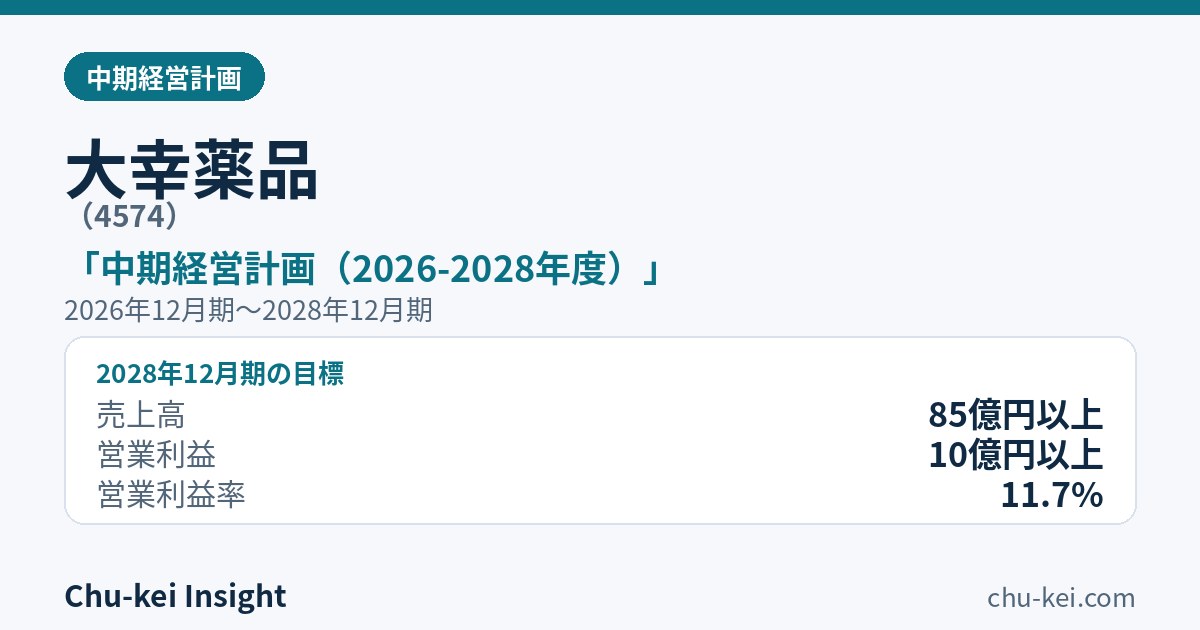 中期経営計画
大幸薬品
（4574）
「中期経営計画（2026-2028年度）」
2026年12月期～2028年12月期
2028年12月期の目標
売上高 85億円以上
営業利益 10億円以上
営業利益率 11.7%
Chu-kei Insight chu-kei.com